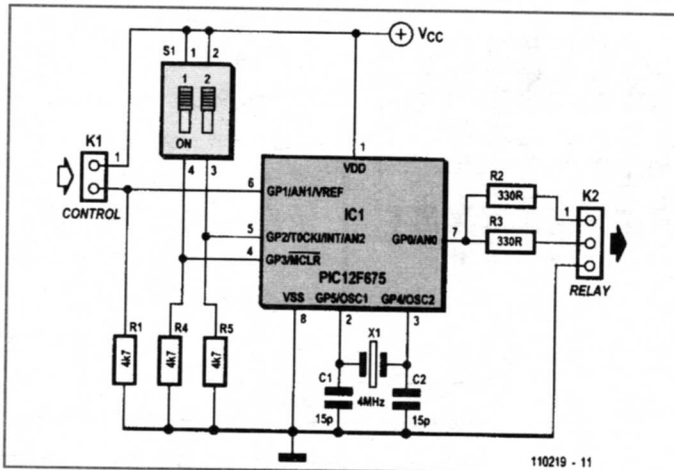 VCC
S1
1 2
1 2
ON
4 3
K1
1
CONTROL
1
VDD
6 GP1/AN1/VREF
IC1
5 GP2/T0CKI/INT/AN2
GP0/AN0 7
4 GP3/MCLR
PIC12F675
VSS GP5/OSC1 GP4/OSC2
8 2 3
R2
330R
R3
330R
K2
1
RELAY
R1
4k7
R4
4k7
R5
4k7
X1
4MHz
C1
15p
C2
15p
110219 - 11